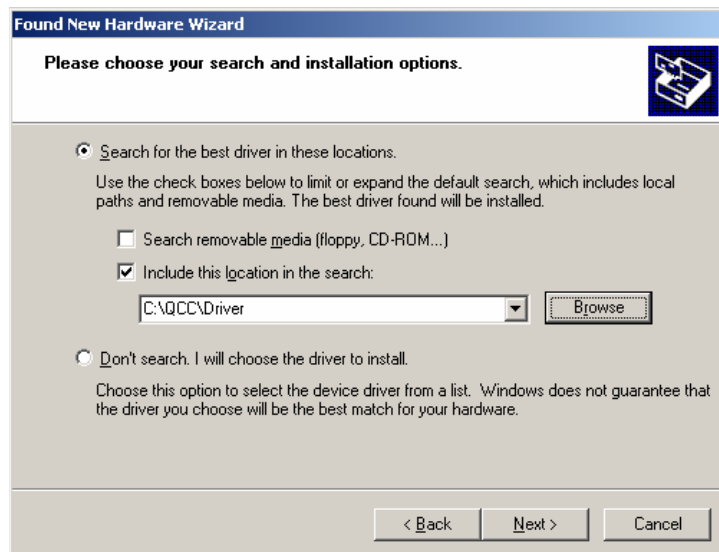 Found New Hardware Wizard
Please choose your search and installation options.
Search for the best driver in these locations.
Use the check boxes below to limit or expand the default search, which includes local
paths and removable media. The best driver found will be installed.
Search removable media (floppy, CD-ROM...)
Include this location in the search:
C:\QCC\Driver
Browse
Don't search. I will choose the driver to install.
Choose this option to select the device driver from a list. Windows does not guarantee that
the driver you choose will be the best match for your hardware.
< Back Next > Cancel